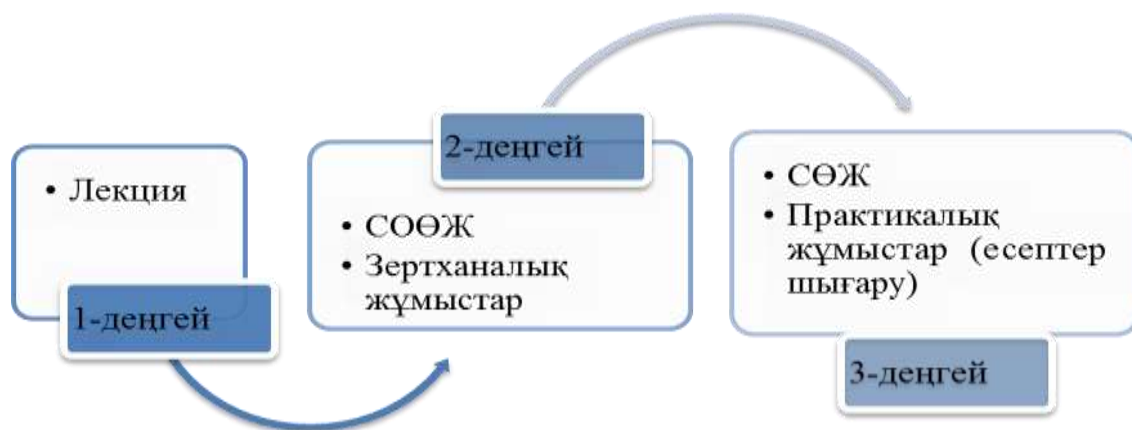 • Лекция
1-деңгей
2-деңгей
• СОӨЖ
• Зертханалық
жұмыстар
• СӨЖ
• Практикалық
жұмыстар (есептер
шығару)
3-деңгей